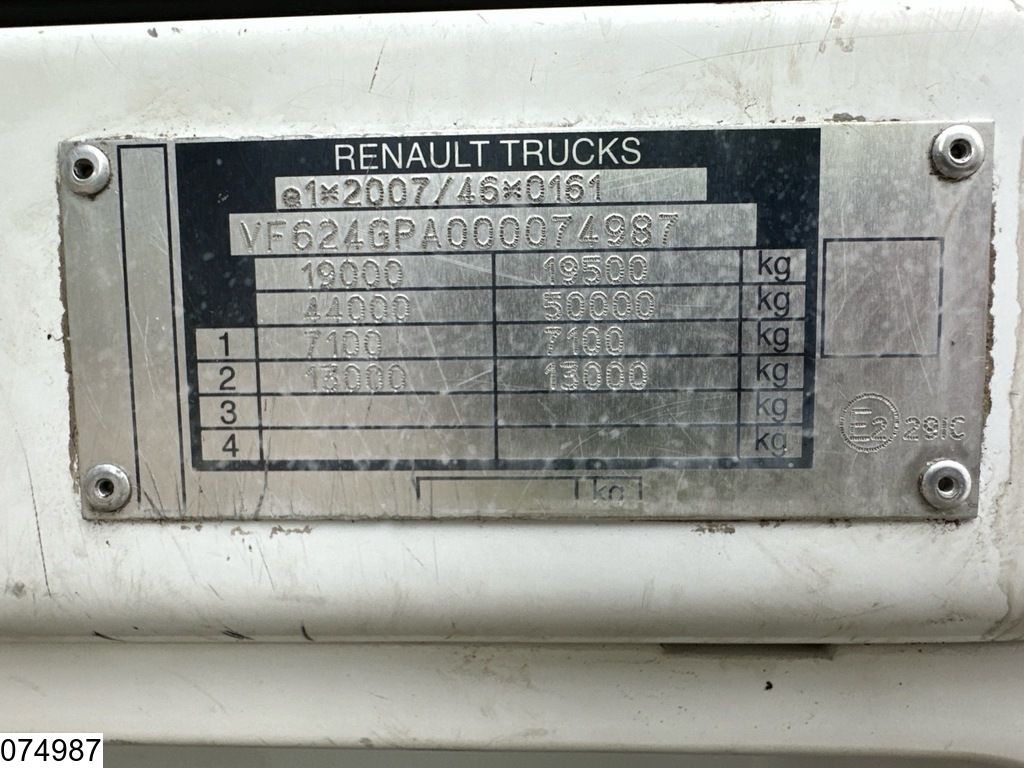 RENAULT TRUCKS
e1*2007/46*0161
VF624GPA000074987
19000 19500 kg
44000 50000 kg
1 7100 7100 kg
2 13000 13000 kg
3 kg
4 kg
E2 29IC
kg
074987